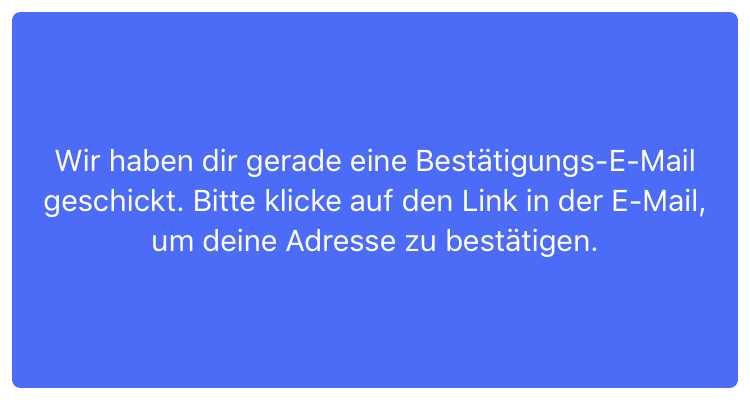 Wir haben dir gerade eine Bestätigungs-E-Mail
geschickt. Bitte klicke auf den Link in der E-Mail,
um deine Adresse zu bestätigen.